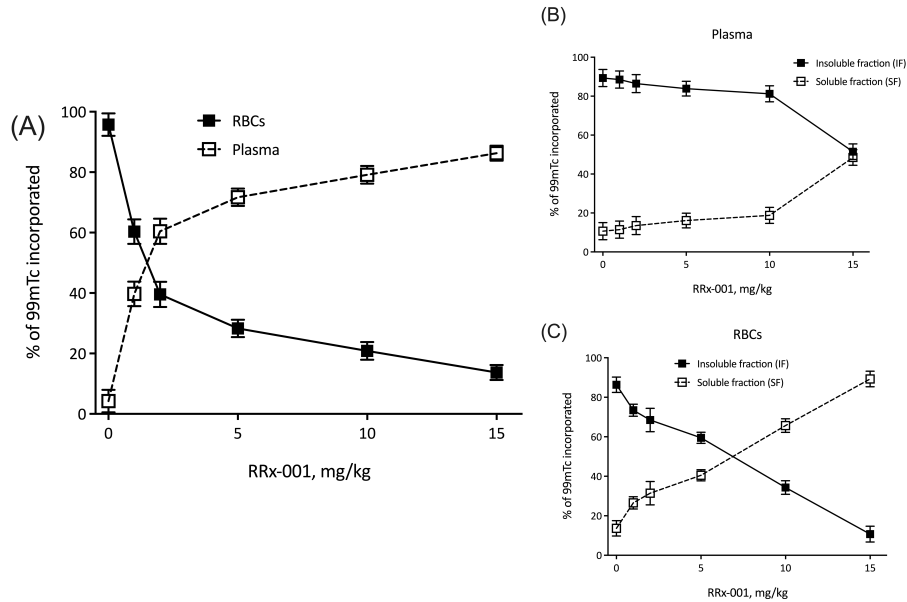 (A)
RBCs
Plasma
% of 99mTc incorporated
100
80
60
40
20
0
0 5 10 15
RRx-001, mg/kg
(B)
Plasma
Insoluble fraction (IF)
Soluble fraction (SF)
% of 99mTc incorporated
100
80
60
40
20
0
0 5 10 15
RRx-001, mg/kg
(C)
RBCs
Insoluble fraction (IF)
Soluble fraction (SF)
% of 99mTc incorporated
100
80
60
40
20
0
0 5 10 15
RRx-001, mg/kg